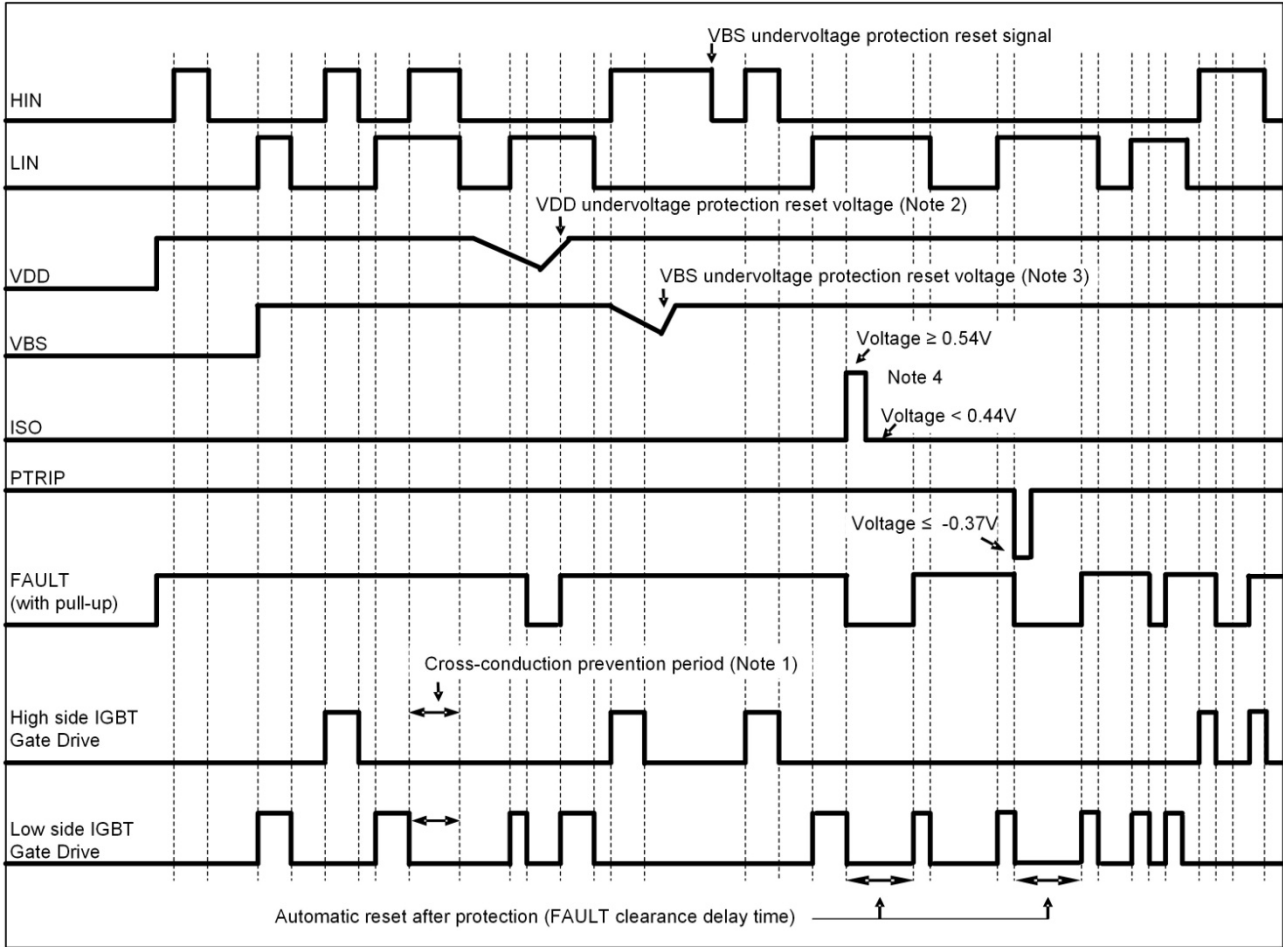 VBS undervoltage protection reset signal
HIN
LIN
VDD undervoltage protection reset voltage (Note 2)
VDD
VBS undervoltage protection reset voltage (Note 3)
VBS
Voltage ≥ 0.54V
Note 4
Voltage < 0.44V
ISO
PTRIP
Voltage ≤ -0.37V
FAULT
(with pull-up)
Cross-conduction prevention period (Note 1)
High side IGBT
Gate Drive
Low side IGBT
Gate Drive
Automatic reset after protection (FAULT clearance delay time)